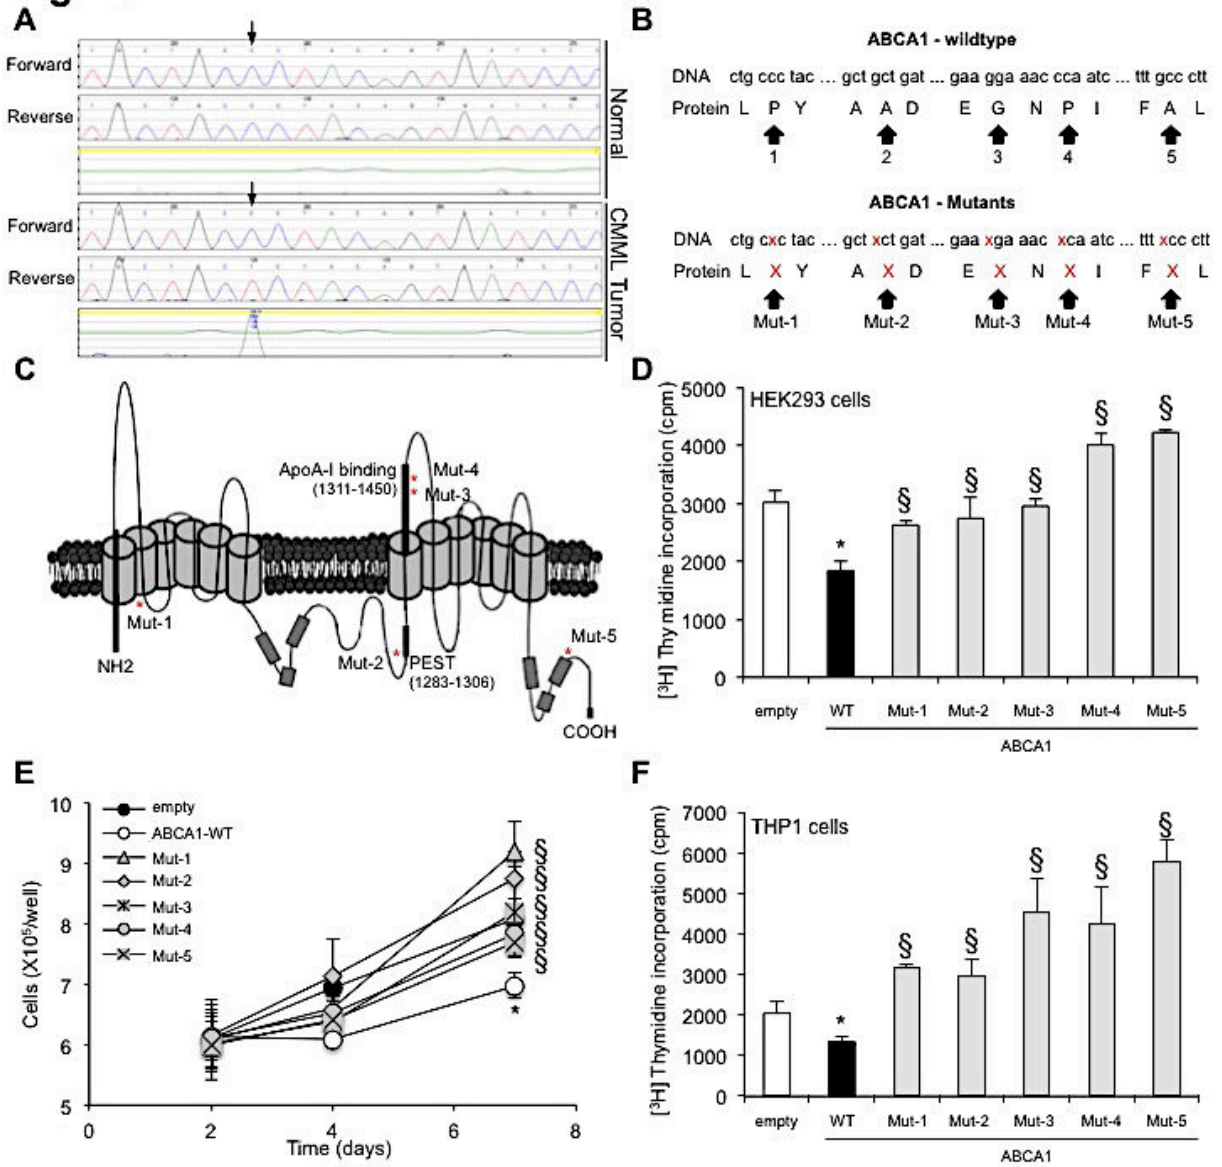 A
Forward
Reverse
Normal
Forward
Reverse
CMML Tumor
B
ABCA1 - wildtype
DNA ctg ccc tac ... gct gct gat ... gaa gga aac cca atc ... ttt gcc ctt
Protein L P Y A A D E G N P I F A L
1 2 3 4 5
ABCA1 - Mutants
DNA ctg cxc tac ... gct xct gat ... gaa xga aac xca atc ... ttt xcc ctt
Protein L X Y A X D E X N X I F X L
Mut-1 Mut-2 Mut-3 Mut-4 Mut-5
C
ApoA-I binding
(1311-1450)
* Mut-4
* Mut-3
* Mut-1
NH2
Mut-2 * PEST
(1283-1306)
Mut-5
*
COOH
D
HEK293 cells
[³H] Thymidine incorporation (cpm)
5000
4000
3000
2000
1000
0
* § § § § §
empty WT Mut-1 Mut-2 Mut-3 Mut-4 Mut-5
ABCA1
E
empty
ABCA1-WT
Mut-1
Mut-2
Mut-3
Mut-4
Mut-5
Cells (X10⁵/well)
10
9
8
7
6
5
§
§
§
§
§
*
0 2 4 6 8
Time (days)
F
THP1 cells
[³H] Thymidine incorporation (cpm)
7000
6000
5000
4000
3000
2000
1000
0
* § § § § §
empty WT Mut-1 Mut-2 Mut-3 Mut-4 Mut-5
ABCA1